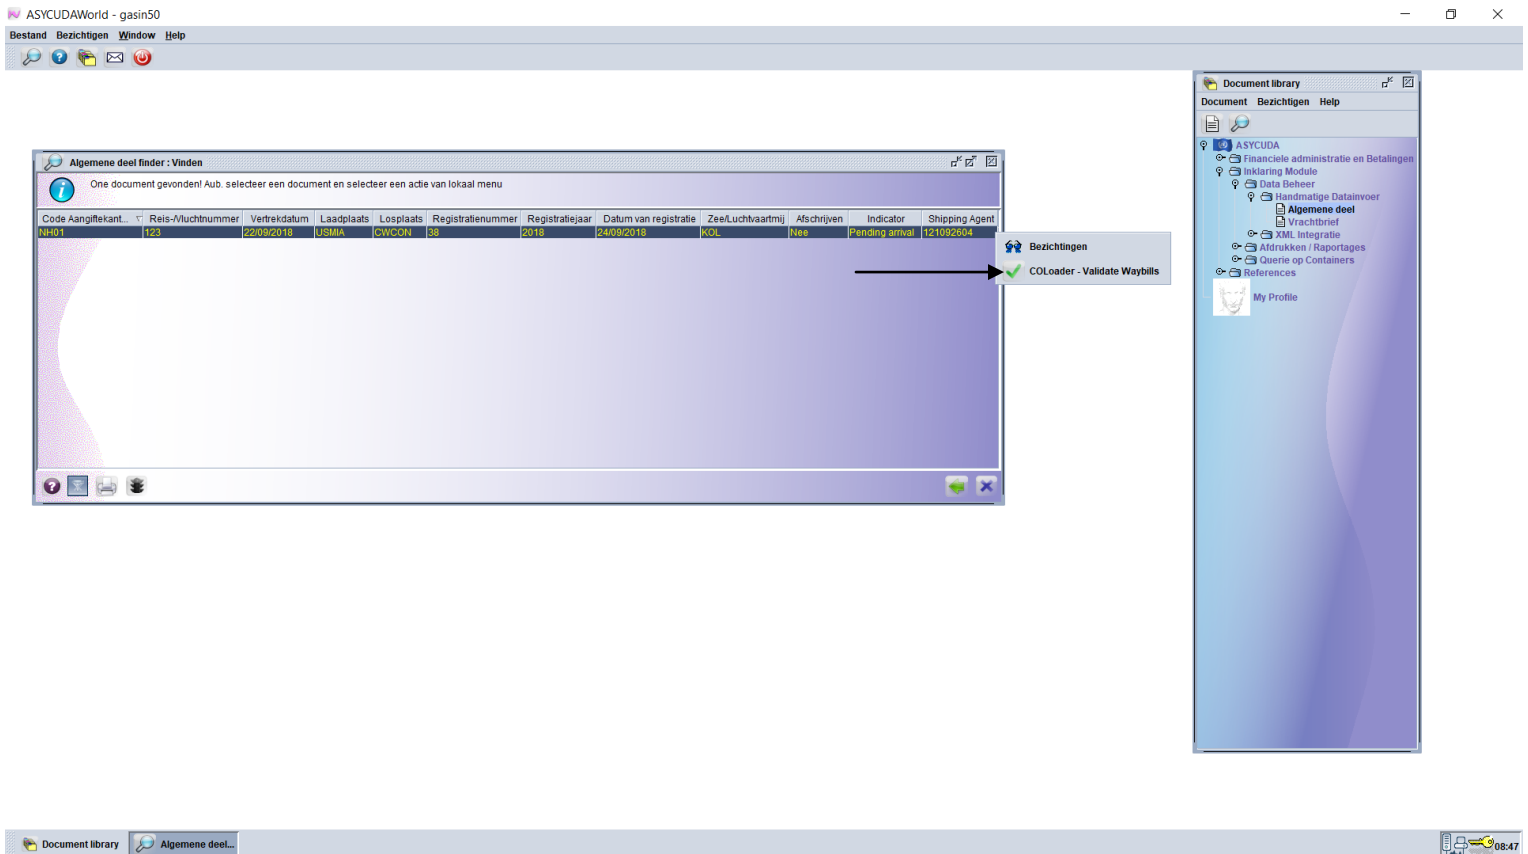 ASYCUDAWorld - gasin50
Bestand Bezichtigen Window Help
Algemene deel finder : Vinden
One document gevonden! Aub. selecteer een document en selecteer een actie van lokaal menu
Code Aangiftekant... Reis-/Vluchtnummer Vertrekdatum Laadplaats Losplaats Registratienummer Registratiejaar Datum van registratie Zee/Luchtvaartmij Afschrijven Indicator Shipping Agent
NH01 123 22/09/2018 USMIA CWCON 38 2018 24/09/2018 KOL Nee Pending arrival 121092604
Bezichtingen
COLoader - Validate Waybills
Document library
Document Bezichtigen Help
ASYCUDA
Financiele administratie en Betalingen
Inklaring Module
Data Beheer
Handmatige Datainvoer
Algemene deel
Vrachtbrief
XML Integratie
Afdrukken / Raportages
Querie op Containers
References
My Profile
Document library Algemene deel... 08:47